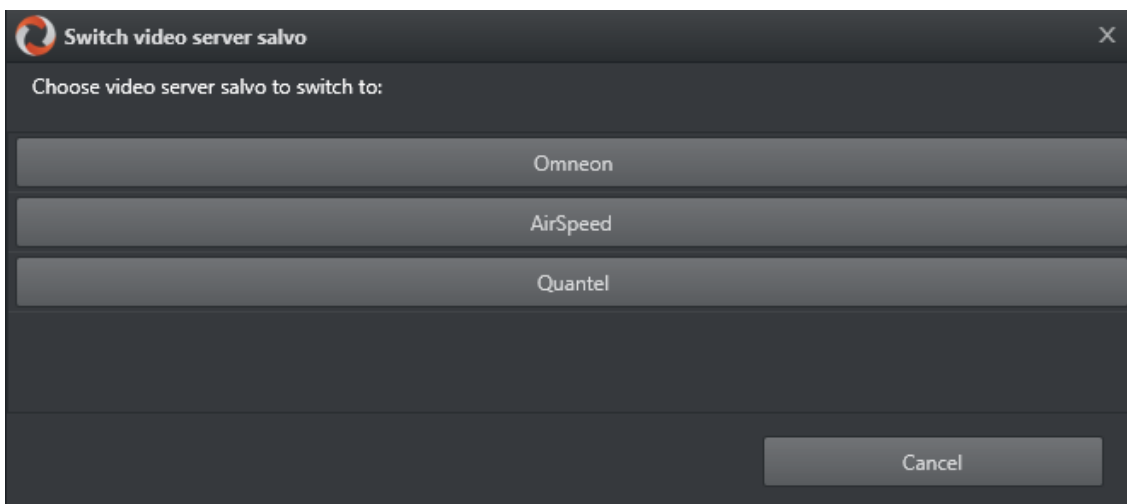 Switch video server salvo
X
Choose video server salvo to switch to:
Omneon
AirSpeed
Quantel
Cancel